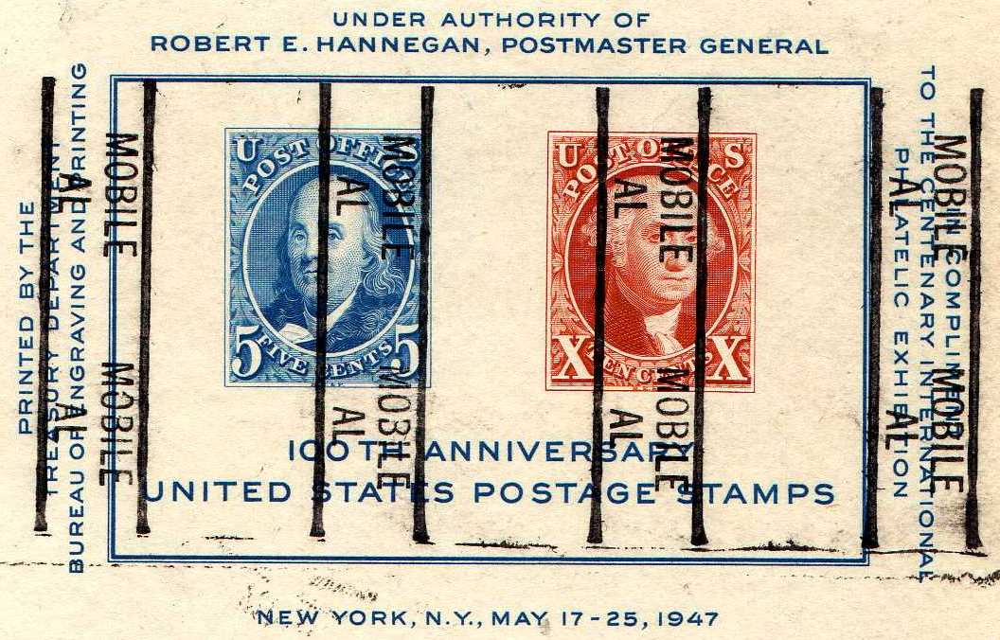 UNDER AUTHORITY OF
ROBERT E. HANNEGAN, POSTMASTER GENERAL
PRINTED BY THE
TREASURY DEPARTMENT
BUREAU OF ENGRAVING AND PRINTING
U S
POST OFFICE
5 FIVE CENTS 5
U S
POST OFFICE
X TEN CENTS X
100TH ANNIVERSARY
UNITED STATES POSTAGE STAMPS
IN COMPLIMENT
TO THE CENTENARY INTERNATIONAL
PHILATELIC EXHIBITION
NEW YORK, N.Y., MAY 17-25, 1947
MOBILE
AL
MOBILE
AL
MOBILE
AL
MOBILE
AL
MOBILE
AL
MOBILE
AL
MOBILE
AL
MOBILE
AL